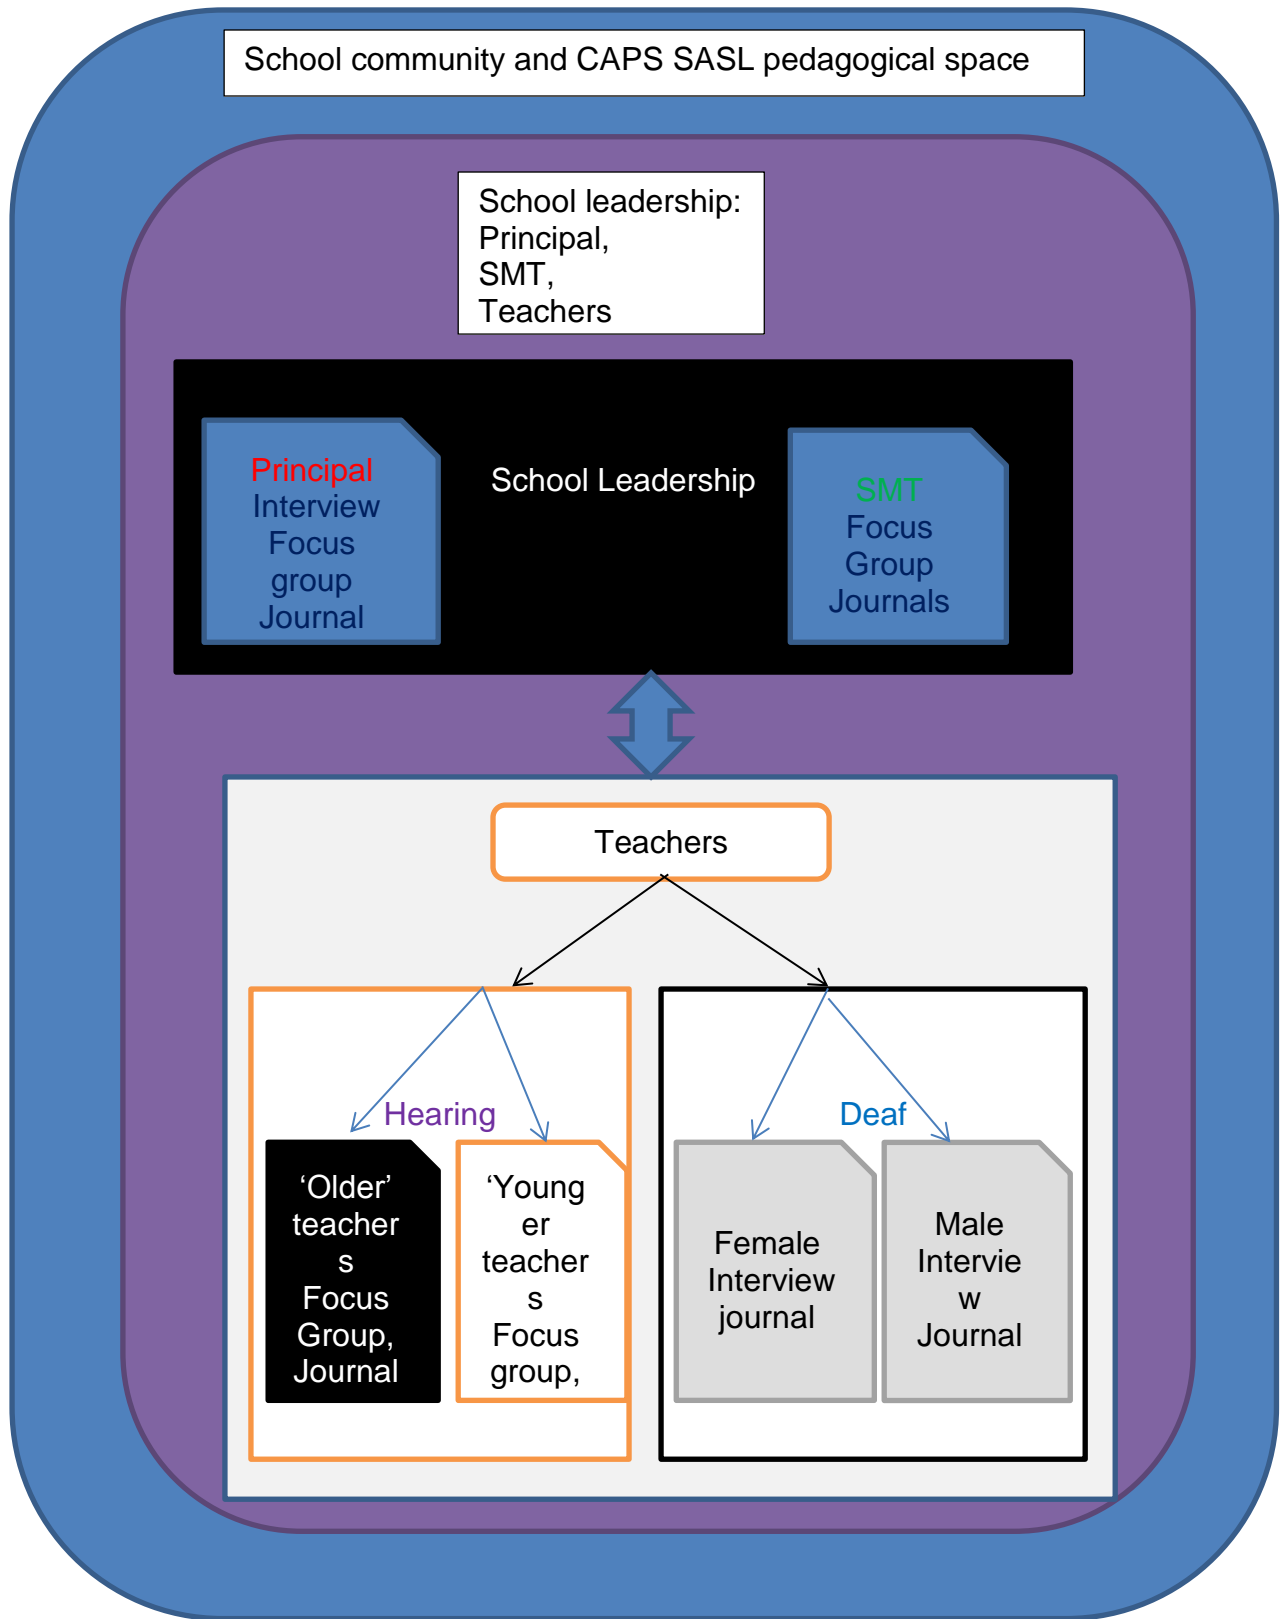 School community and CAPS SASL pedagogical space
School leadership:
Principal,
SMT,
Teachers
Principal
Interview
Focus
group
Journal
School Leadership
SMT
Focus
Group
Journals
Teachers
Hearing
Deaf
‘Older’
teacher
s
Focus
Group,
Journal
‘Young
er
teacher
s
Focus
group,
Female
Interview
journal
Male
Intervie
w
Journal